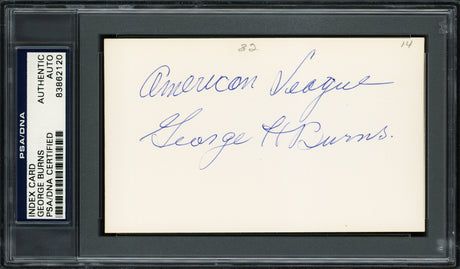 PSA/DNA
INDEX CARD
GEORGE BURNS
PSA/DNA CERTIFIED
AUTHENTIC
AUTO
83862120
32
14
American League
George H Burns.